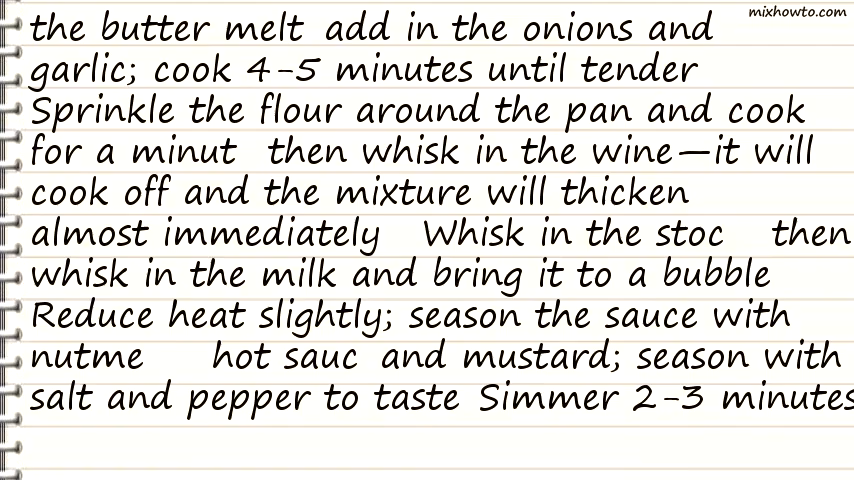 mixhowto.com
the butter melt add in the onions and
garlic; cook 4-5 minutes until tender
Sprinkle the flour around the pan and cook
for a minut then whisk in the wine—it will
cook off and the mixture will thicken
almost immediately Whisk in the stoc then
whisk in the milk and bring it to a bubble
Reduce heat slightly; season the sauce with
nutme hot sauc and mustard; season with
salt and pepper to taste Simmer 2-3 minutes